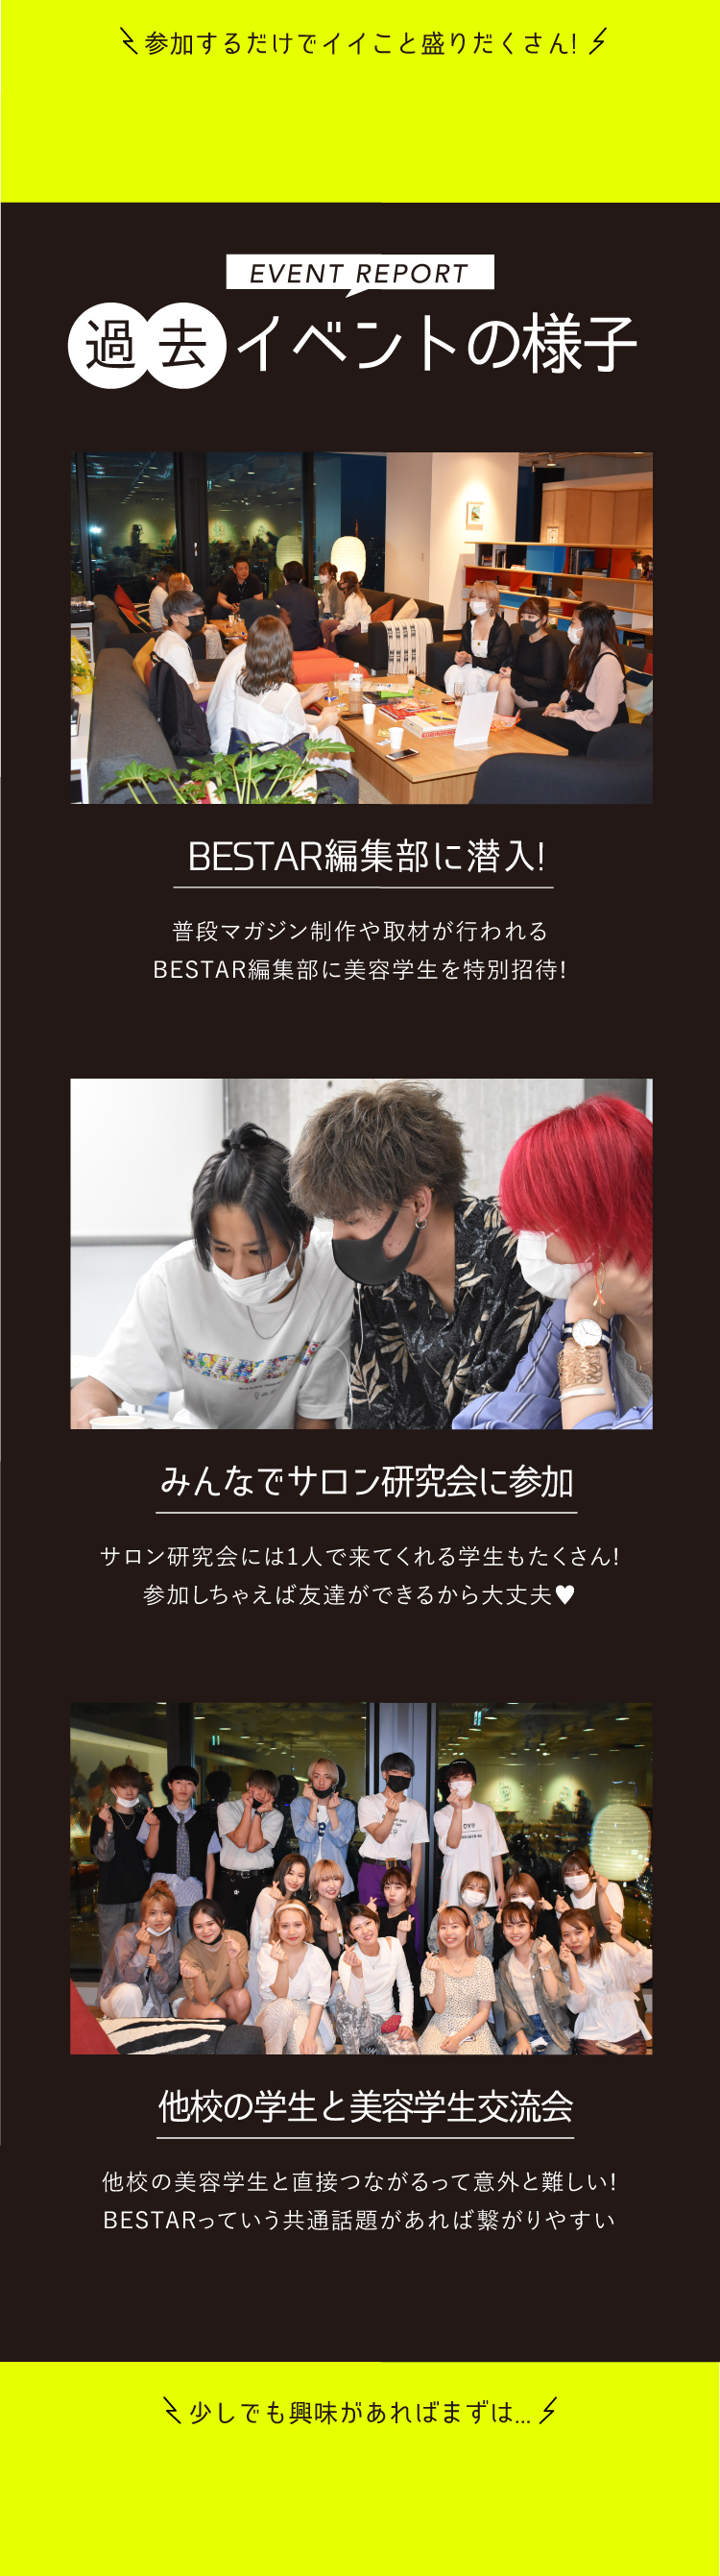 参加するだけでイイこと盛りだくさん!
EVENT REPORT
過去イベントの様子
BESTAR編集部に潜入!
普段マガジン制作や取材が行われる
BESTAR編集部に美容学生を特別招待!
みんなでサロン研究会に参加
サロン研究会には1人で来てくれる学生もたくさん!
参加しちゃえば友達ができるから大丈夫♥
他校の学生と美容学生交流会
他校の美容学生と直接つながるって意外と難しい!
BESTARっていう共通話題があれば繋がりやすい
少しでも興味があればまずは...